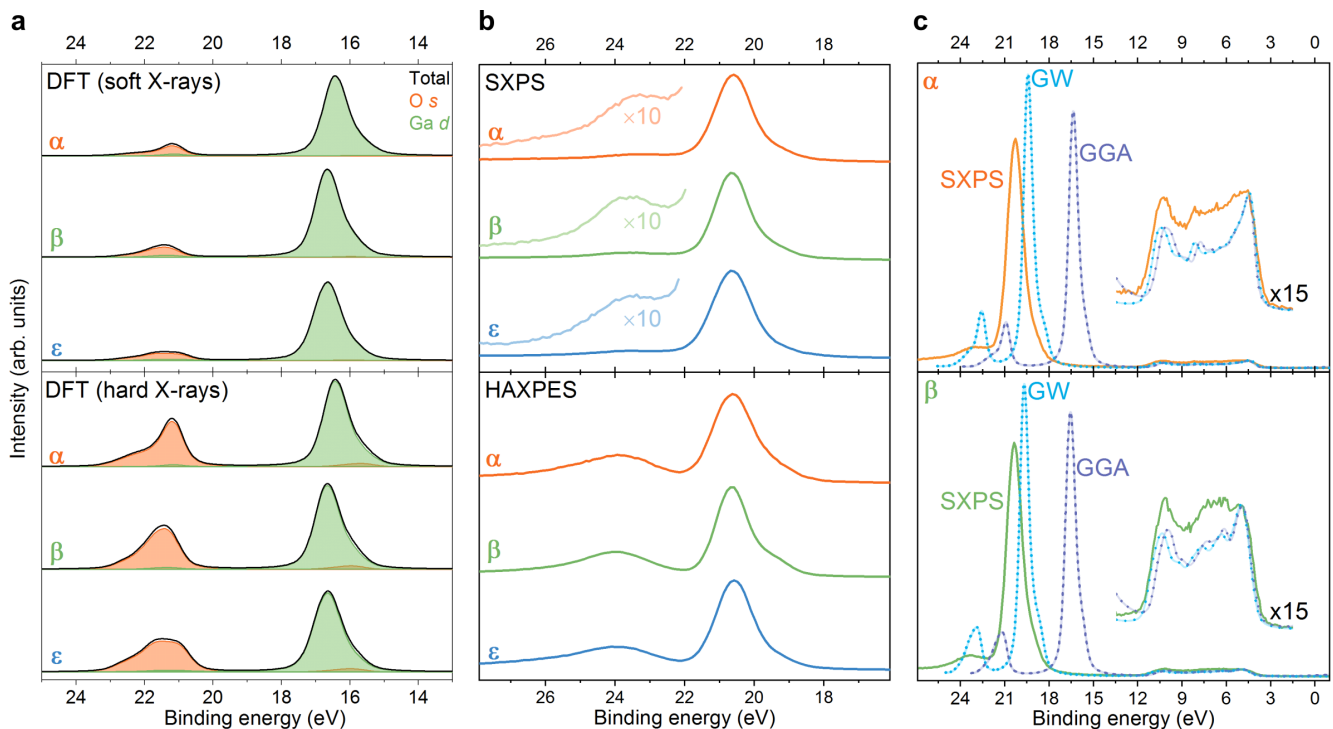 a
24 22 20 18 16 14
DFT (soft X-rays)
Total
O s
Ga d
α
β
ε
DFT (hard X-rays)
α
β
ε
Intensity (arb. units)
24 22 20 18 16 14
Binding energy (eV)
b
26 24 22 20 18
SXPS
×10
α
×10
β
×10
ε
HAXPES
α
β
ε
26 24 22 20 18
Binding energy (eV)
c
24 21 18 15 12 9 6 3 0
α
GW
GGA
SXPS
x15
β
GW
GGA
SXPS
x15
24 21 18 15 12 9 6 3 0
Binding energy (eV)